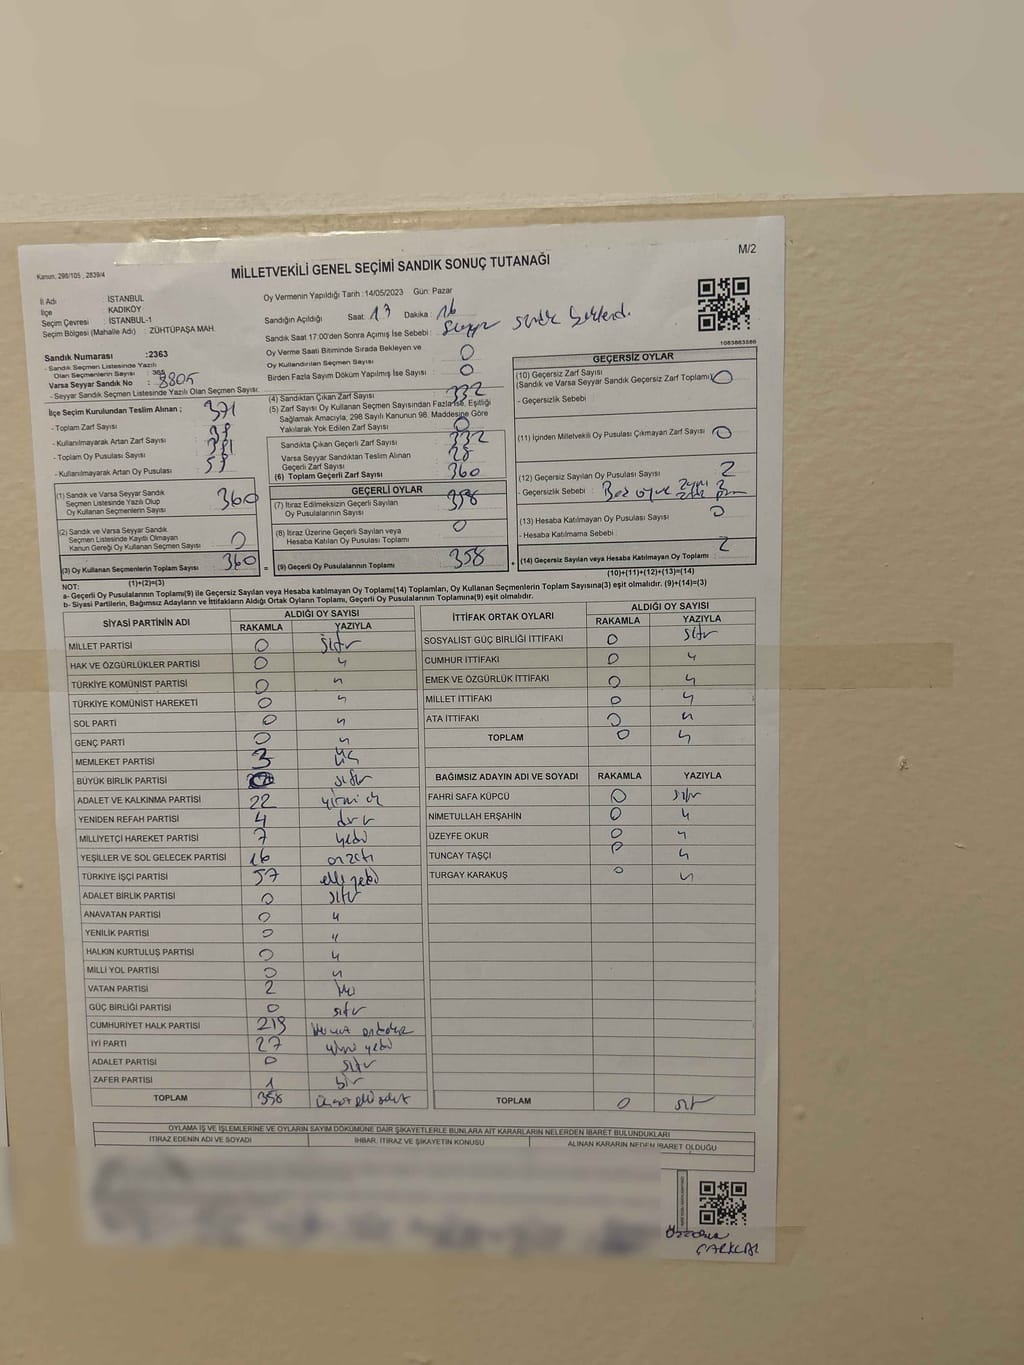 Kanun: 298/105 , 2839/4
M/2
MİLLETVEKİLİ GENEL SEÇİMİ SANDIK SONUÇ TUTANAĞI
İl Adı : İSTANBUL
İlçe : KADIKÖY
Seçim Çevresi : İSTANBUL-1
Seçim Bölgesi (Mahalle Adı) : ZÜHTÜPAŞA MAH.
Oy Vermenin Yapıldığı Tarih :14/05/2023 Gün: Pazar
Sandığın Açıldığı Saat: 17 Dakika: 16
Sandık Saat 17:00'den Sonra Açılmış İse Sebebi : Seyyar sandık beklendi.
1083863586
Sandık Numarası :2363
- Sandık Seçmen Listesinde Yazılı Olan Seçmenlerin Sayısı : 365
Varsa Seyyar Sandık No : 8805
- Seyyar Sandık Seçmen Listesinde Yazılı Olan Seçmen Sayısı:
Oy Verme Saati Bitiminde Sırada Bekleyen ve Oy Kullandırılan Seçmen Sayısı : 0
Birden Fazla Sayım Döküm Yapılmış İse Sayısı : 0
İlçe Seçim Kurulundan Teslim Alınan ;
- Toplam Zarf Sayısı : 371
- Kullanılmayarak Artan Zarf Sayısı :
- Toplam Oy Pusulası Sayısı :
- Kullanılmayarak Artan Oy Pusulası :
(4) Sandıktan Çıkan Zarf Sayısı : 332
(5) Zarf Sayısı Oy Kullanan Seçmen Sayısından Fazla ise, Eşitliği Sağlamak Amacıyla; 298 Sayılı Kanunun 98. Maddesine Göre Yakılarak Yok Edilen Zarf Sayısı : 0
Sandıkta Çıkan Geçerli Zarf Sayısı : 332
Varsa Seyyar Sandıktan Teslim Alınan Geçerli Zarf Sayısı : 28
(6) Toplam Geçerli Zarf Sayısı : 360
GEÇERSİZ OYLAR
(10) Geçersiz Zarf Sayısı (Sandık ve Varsa Seyyar Sandık Geçersiz Zarf Toplamı) : 0
- Geçersizlik Sebebi :
(11) İçinden Milletvekili Oy Pusulası Çıkmayan Zarf Sayısı : 0
(12) Geçersiz Sayılan Oy Pusulası Sayısı : 2
- Geçersizlik Sebebi :
(13) Hesaba Katılmayan Oy Pusulası Sayısı : 0
- Hesaba Katılmama Sebebi :
(14) Geçersiz Sayılan veya Hesaba Katılmayan Oy Toplamı : 2
(10)+(11)+(12)+(13)=(14)
(1) Sandık ve Varsa Seyyar Sandık Seçmen Listesinde Yazılı Olup Oy Kullanan Seçmenlerin Sayısı : 360
(2) Sandık ve Varsa Seyyar Sandık Seçmen Listesinde Kayıtlı Olmayan Kanun Gereği Oy Kullanan Seçmen Sayısı : 0
(3) Oy Kullanan Seçmenlerin Toplam Sayısı : 360
(1)+(2)=(3)
GEÇERLİ OYLAR
(7) İtiraz Edilmeksizin Geçerli Sayılan Oy Pusulalarının Sayısı : 358
(8) İtiraz Üzerine Geçerli Sayılan veya Hesaba Katılan Oy Pusulası Toplamı : 0
(9) Geçerli Oy Pusulalarının Toplamı : 358
NOT:
a- Geçerli Oy Pusulalarının Toplamı(9) ile Geçersiz Sayılan veya Hesaba katılmayan Oy Toplamı(14) Toplamları, Oy Kullanan Seçmenlerin Toplam Sayısına(3) eşit olmalıdır. (9)+(14)=(3)
b- Siyasi Partilerin, Bağımsız Adayların ve İttifakların Aldığı Ortak Oyların Toplamı, Geçerli Oy Pusulalarının Toplamına(9) eşit olmalıdır.
SİYASİ PARTİNİN ADI ALDIĞI OY SAYISI
RAKAMLA YAZIYLA
MİLLET PARTİSİ 0 sıfır
HAK VE ÖZGÜRLÜKLER PARTİSİ 0 "
TÜRKİYE KOMÜNİST PARTİSİ 0 "
TÜRKİYE KOMÜNİST HAREKETİ 0 "
SOL PARTİ 0 "
GENÇ PARTİ 0 "
MEMLEKET PARTİSİ 3 üç
BÜYÜK BİRLİK PARTİSİ sıfır
ADALET VE KALKINMA PARTİSİ 22 yirmi iki
YENİDEN REFAH PARTİSİ 4 dört
MİLLİYETÇİ HAREKET PARTİSİ 7 yedi
YEŞİLLER VE SOL GELECEK PARTİSİ 16 onaltı
TÜRKİYE İŞÇİ PARTİSİ 57 elli yedi
ADALET BİRLİK PARTİSİ 0 sıfır
ANAVATAN PARTİSİ 0 "
YENİLİK PARTİSİ 0 "
HALKIN KURTULUŞ PARTİSİ 0 "
MİLLİ YOL PARTİSİ 0 "
VATAN PARTİSİ 2 iki
GÜÇ BİRLİĞİ PARTİSİ 0 sıfır
CUMHURİYET HALK PARTİSİ 219
İYİ PARTİ 27 yirmi yedi
ADALET PARTİSİ 0 sıfır
ZAFER PARTİSİ 1 bir
TOPLAM 358 üçyüz elli sekiz
İTTİFAK ORTAK OYLARI ALDIĞI OY SAYISI
RAKAMLA YAZIYLA
SOSYALİST GÜÇ BİRLİĞİ İTTİFAKI 0 sıfır
CUMHUR İTTİFAKI 0 "
EMEK VE ÖZGÜRLÜK İTTİFAKI 0 "
MİLLET İTTİFAKI 0 "
ATA İTTİFAKI 0 "
TOPLAM 0 "
BAĞIMSIZ ADAYIN ADI VE SOYADI RAKAMLA YAZIYLA
FAHRİ SAFA KÜPCÜ 0 sıfır
NİMETULLAH ERŞAHİN 0 "
ÜZEYFE OKUR 0 "
TUNCAY TAŞÇI 0 "
TURGAY KARAKUŞ 0 "
TOPLAM 0 sıfır
OYLAMA İŞ VE İŞLEMLERİNE VE OYLARIN SAYIM DÖKÜMÜNE DAİR ŞİKAYETLERLE BUNLARA AİT KARARLARIN NELERDEN İBARET BULUNDUKLARI
İTİRAZ EDENİN ADI VE SOYADI İHBAR, İTİRAZ VE ŞİKAYETİN KONUSU ALINAN KARARIN NEDEN İBARET OLDUĞU